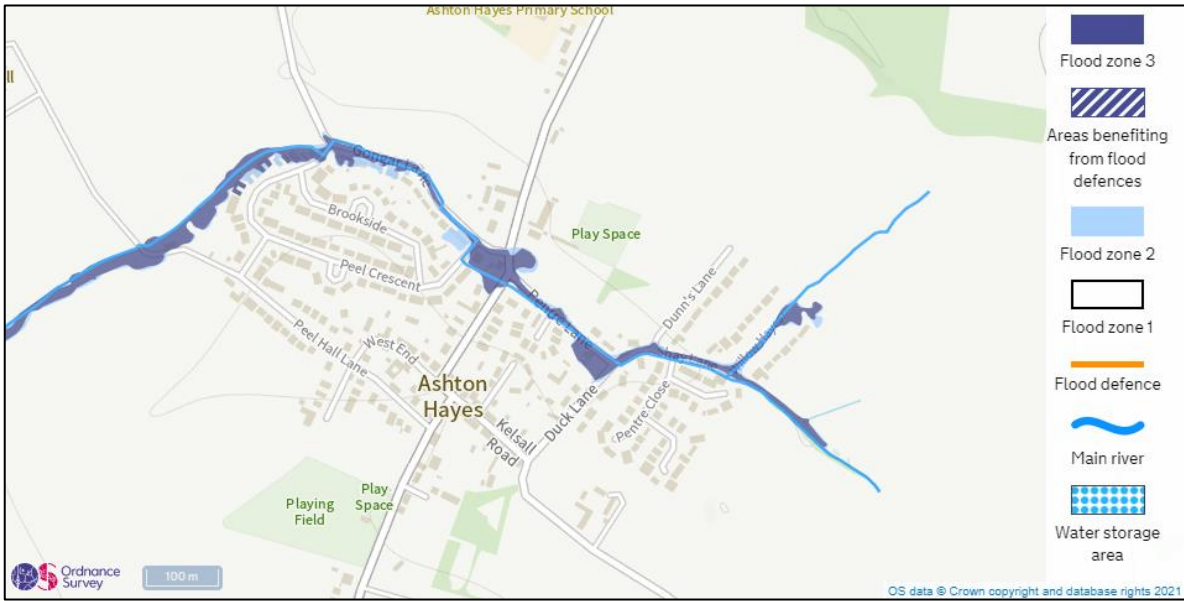 Ashton Hayes Primary School
ll
Gongar Lane
Brookside
Peel Crescent
Play Space
Dunn's Lane
Pentre Lane
Peel Hall Lane
West End
Ashton
Hayes
Kelsall
Road
Duck Lane
Pentre Close
Playing
Field
Play
Space
Ordnance
Survey
100 m
OS data © Crown copyright and database rights 2021
Flood zone 3
Areas benefiting
from flood
defences
Flood zone 2
Flood zone 1
Flood defence
Main river
Water storage
area